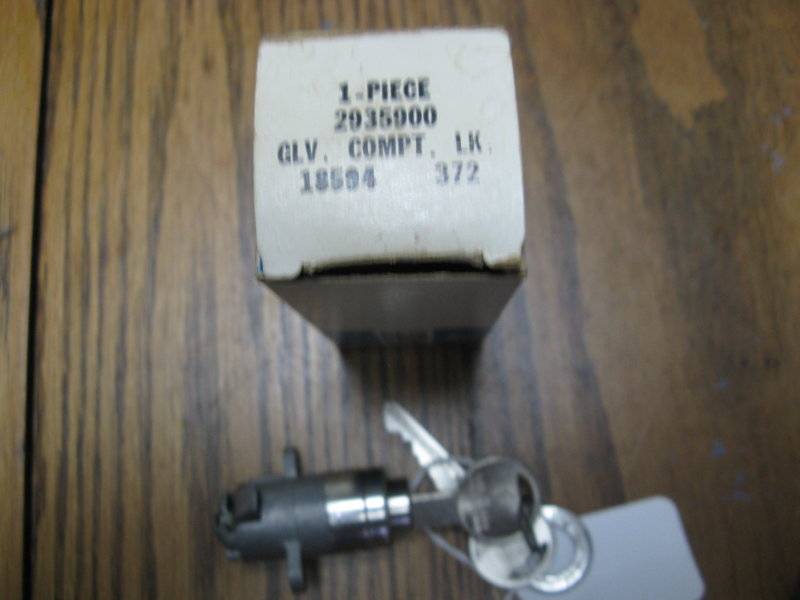 1-PIECE
2935900
GLV. COMPT. LK.
18594 372